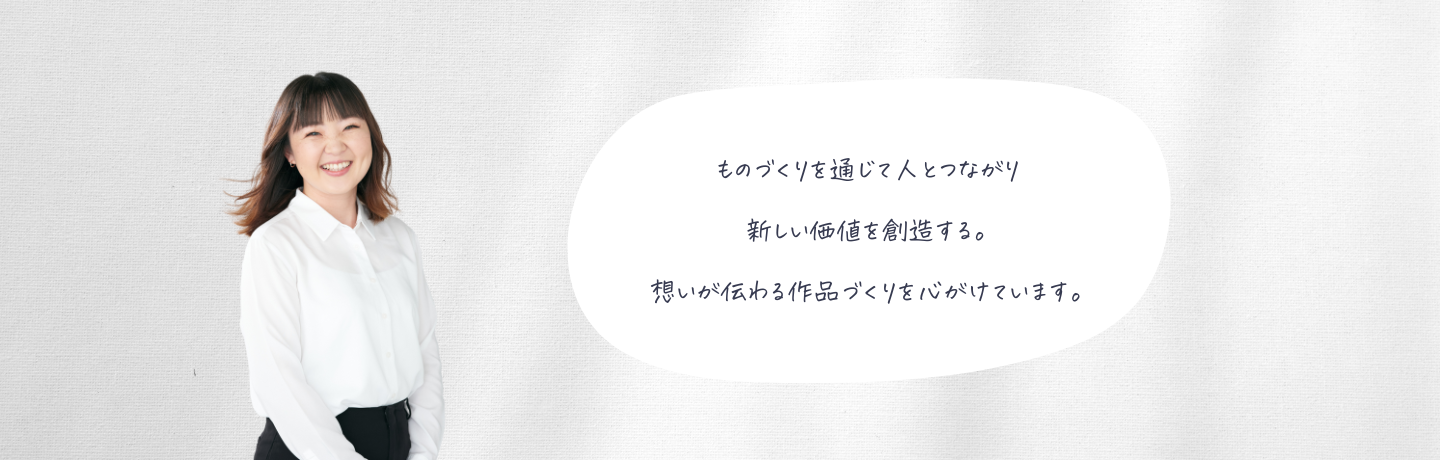 ものづくりを通じて人とつながり
新しい価値を創造する。
想いが伝わる作品づくりを心がけています。